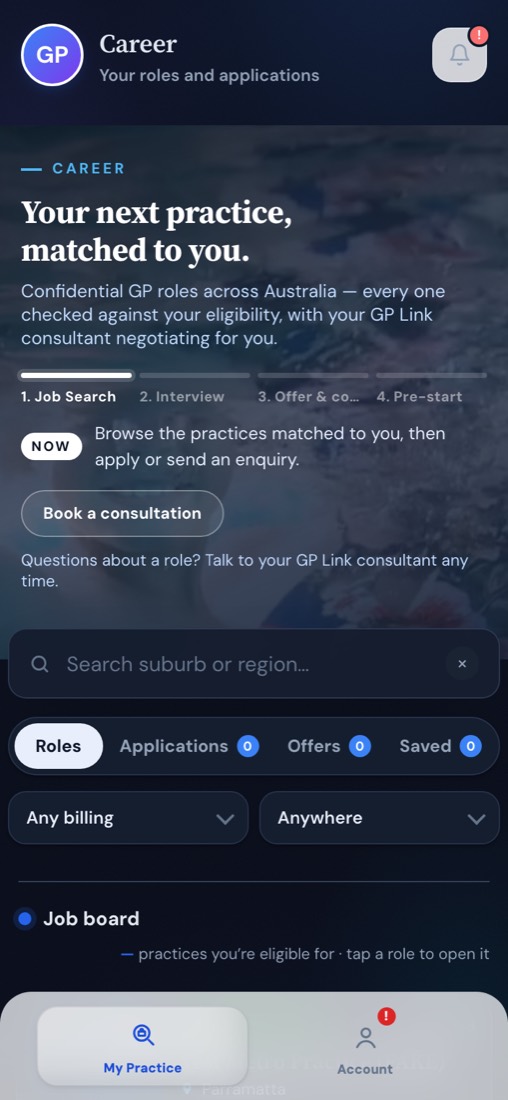 GP
Career
Your roles and applications
!
CAREER
Your next practice,
matched to you.
Confidential GP roles across Australia — every one
checked against your eligibility, with your GP Link
consultant negotiating for you.
1. Job Search 2. Interview 3. Offer & co... 4. Pre-start
NOW
Browse the practices matched to you, then
apply or send an enquiry.
Book a consultation
Questions about a role? Talk to your GP Link consultant any
time.
Search suburb or region... ×
Roles Applications 0 Offers 0 Saved 0
Any billing Anywhere
Job board
— practices you're eligible for · tap a role to open it
!
My Practice Account
Parramatta